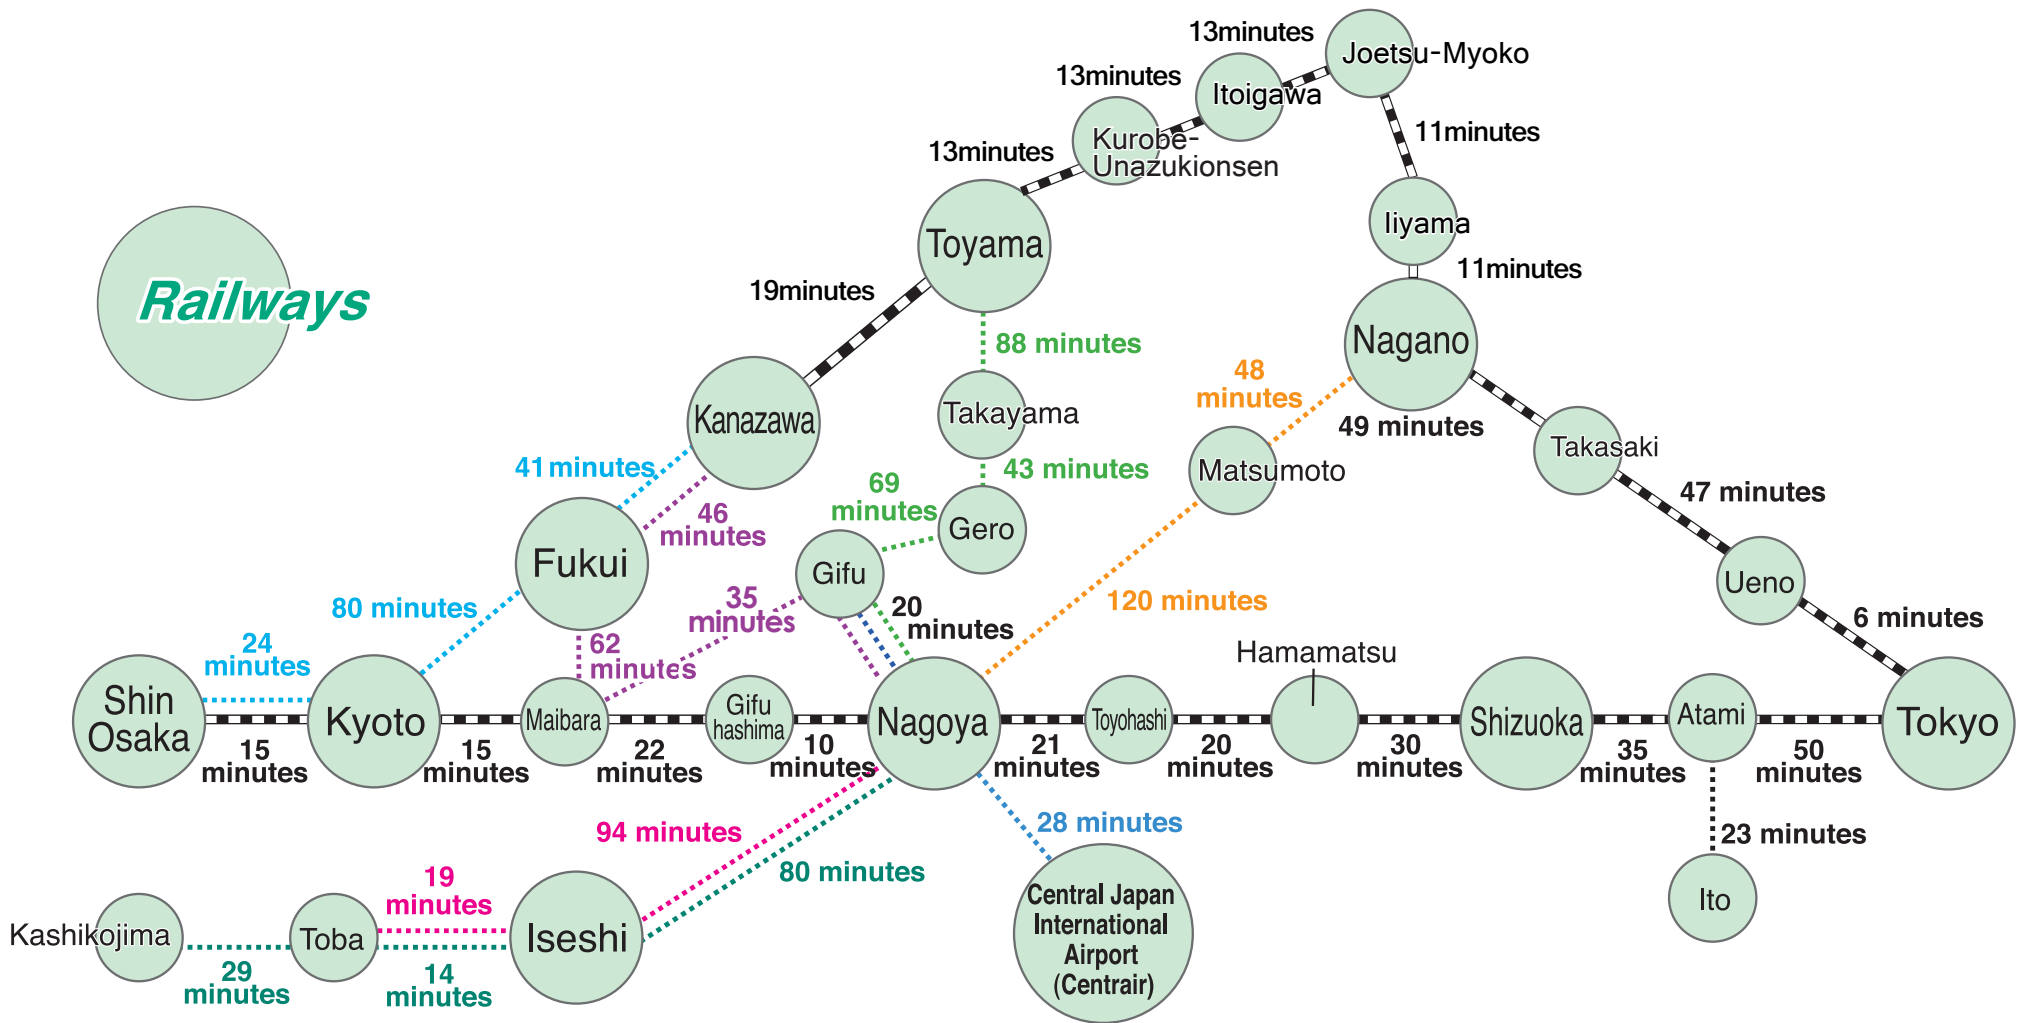 13minutes
Joetsu-Myoko
13minutes
Itoigawa
11minutes
13minutes
Kurobe-
Unazukionsen
Iiyama
11minutes
Toyama
19minutes
Railways
Nagano
49 minutes
88 minutes
48
minutes
Kanazawa
Takayama
Takasaki
Matsumoto
41minutes
43 minutes
69
minutes
47 minutes
46
minutes
Gero
Fukui
Gifu
Ueno
80 minutes
35
minutes
20
minutes
120 minutes
6 minutes
24
minutes
62
minutes
Hamamatsu
Shin
Osaka
Kyoto
Maibara
Gifu
hashima
Nagoya
Toyohashi
Shizuoka
Atami
Tokyo
15
minutes
15
minutes
22
minutes
10
minutes
21
minutes
20
minutes
30
minutes
35
minutes
50
minutes
94 minutes
28 minutes
23 minutes
80 minutes
19
minutes
Kashikojima
Toba
Iseshi
Central Japan
International
Airport
(Centrair)
Ito
29
minutes
14
minutes